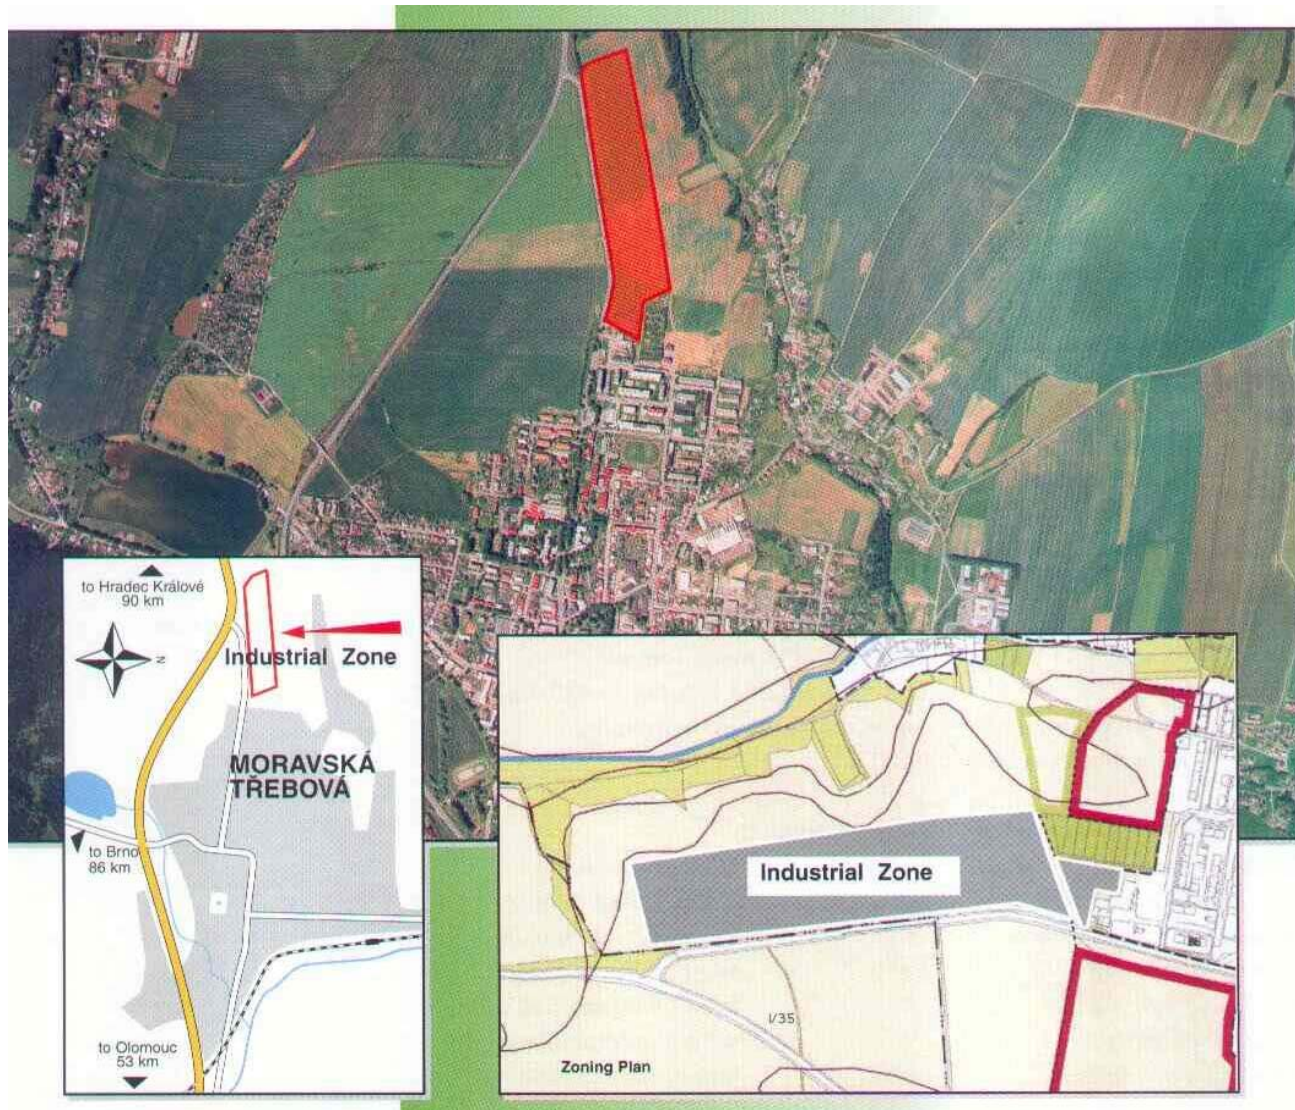 to Hradec Králové
90 km
N
Industrial Zone
MORAVSKÁ
TŘEBOVÁ
to Brno
86 km
to Olomouc
53 km
Industrial Zone
I/35
Zoning Plan